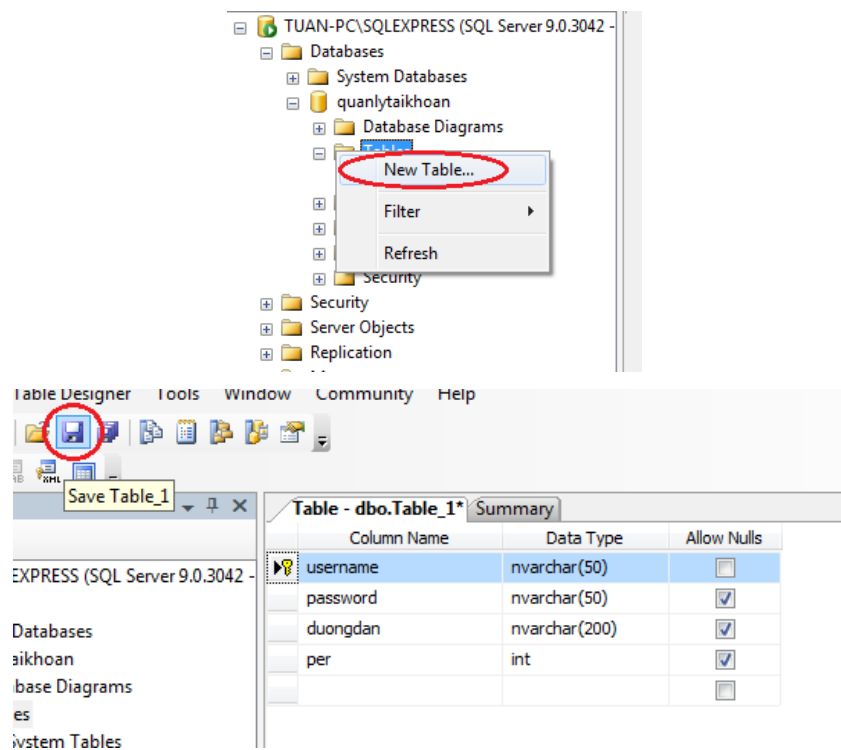 TUAN-PC\SQLEXPRESS (SQL Server 9.0.3042 -
Databases
System Databases
quanlytaikhoan
Database Diagrams
Tables
New Table...
Filter
Refresh
Security
Security
Server Objects
Replication
Table Designer Tools Window Community Help
XML
Save Table_1
Table - dbo.Table_1* Summary
Column Name Data Type Allow Nulls
username nvarchar(50)
password nvarchar(50)
duongdan nvarchar(200)
per int
EXPRESS (SQL Server 9.0.3042 -
Databases
aikhoan
base Diagrams
es
System Tables